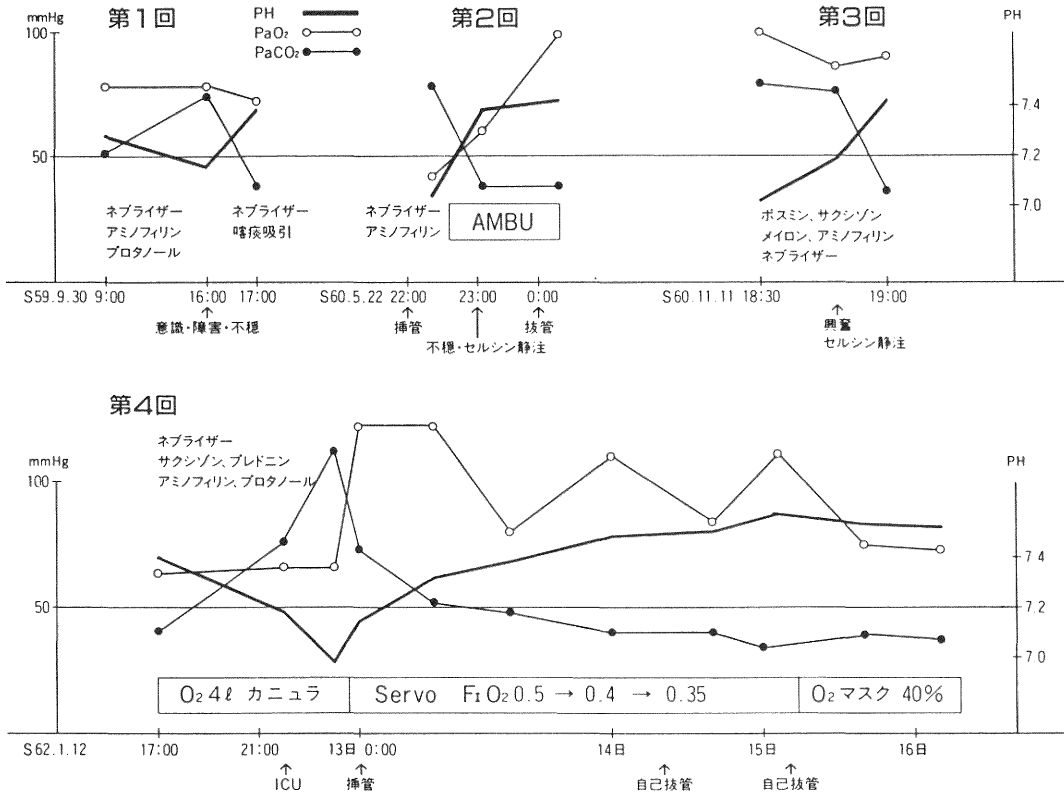 mmHg
第1回
PH
PaO₂
PaCO₂
第2回
第3回
PH
100
50
7.4
7.2
7.0
ネブライザー
アミノフィリン
プロタノール
ネブライザー
喀痰吸引
ネブライザー
アミノフィリン
AMBU
ボスミン、サクシゾン
メイロン、アミノフィリン
ネブライザー
S59.9.30 9:00 16:00 17:00 S60.5.22 22:00 23:00 0:00 S60.11.11 18:30 19:00
意識・障害・不穏
挿管
不穏・セルシン静注
抜管
興奮
セルシン静注
第4回
mmHg
ネブライザー
サクシゾン、プレドニン
アミノフィリン、プロタノール
PH
100
50
7.4
7.2
7.0
O₂4ℓ カニュラ
Servo FIO₂0.5 → 0.4 → 0.35
O₂マスク 40%
S62.1.12 17:00 21:00 13日 0:00 14日 15日 16日
ICU
挿管
自己抜管
自己抜管